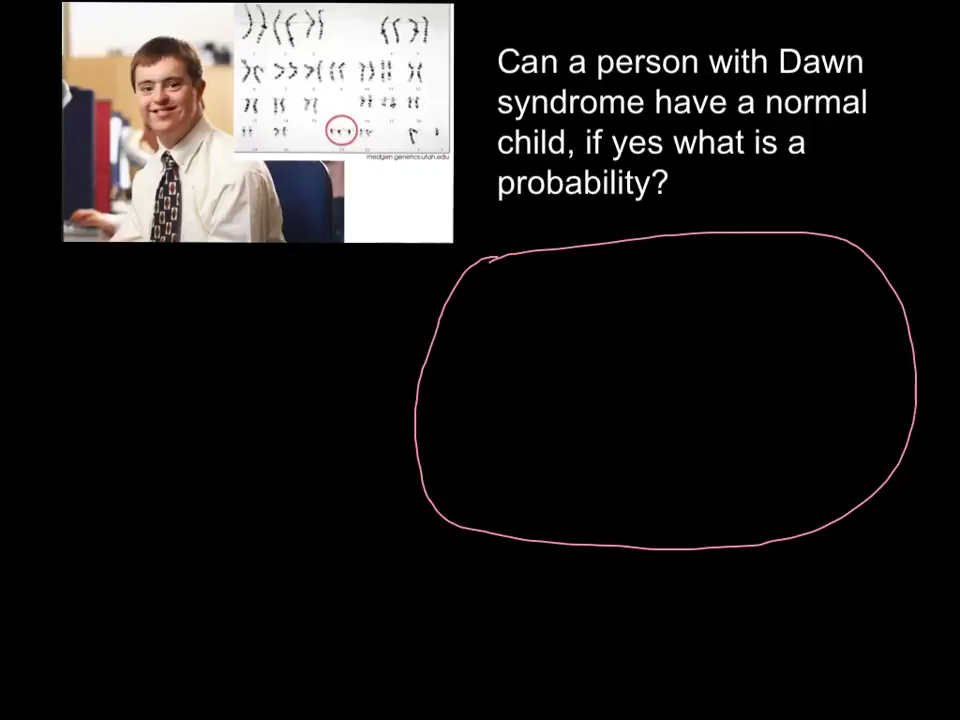 medgen.genetics.utah.edu
Can a person with Dawn
syndrome have a normal
child, if yes what is a
probability?